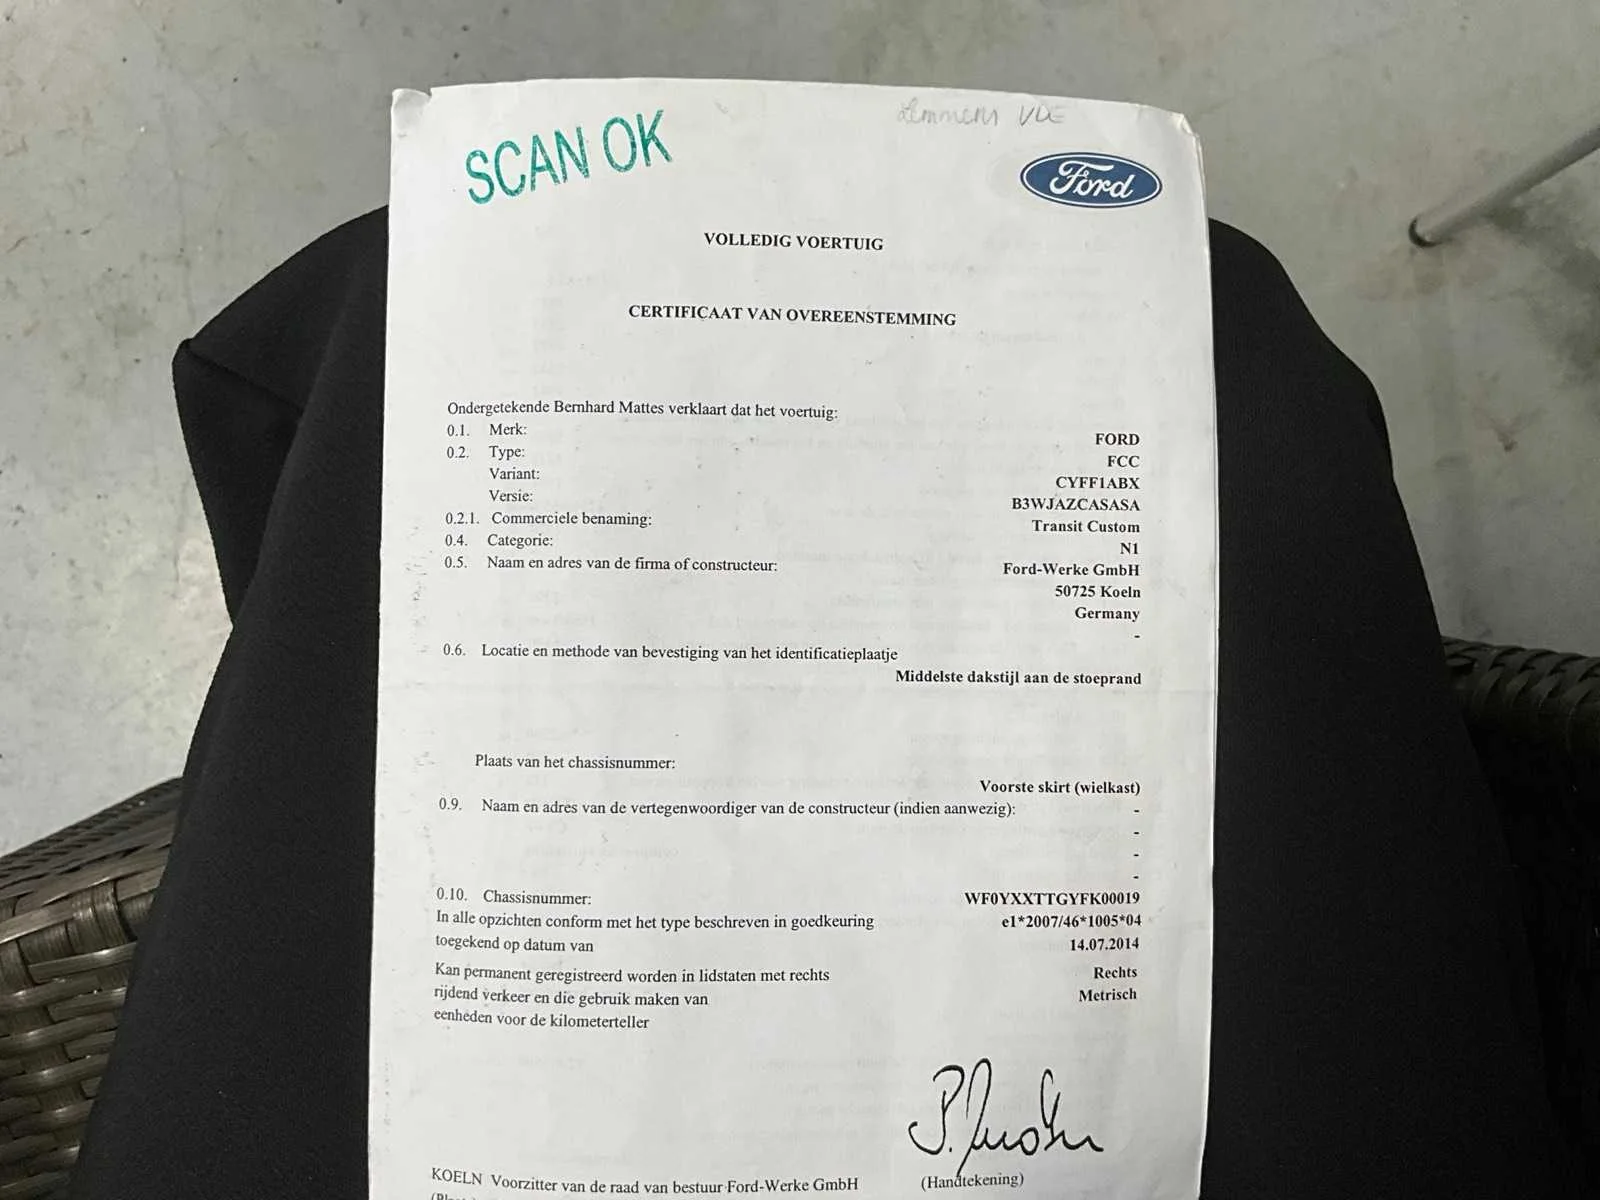 SCAN OK
VDE
Ford
VOLLEDIG VOERTUIG
CERTIFICAAT VAN OVEREENSTEMMING
Ondergetekende Bernhard Mattes verklaart dat het voertuig:
0.1. Merk: FORD
0.2. Type: FCC
Variant: CYFF1ABX
Versie: B3WJAZCASASA
0.2.1. Commerciele benaming: Transit Custom
0.4. Categorie: N1
0.5. Naam en adres van de firma of constructeur: Ford-Werke GmbH
50725 Koeln
Germany
-
0.6. Locatie en methode van bevestiging van het identificatieplaatje
Middelste dakstijl aan de stoeprand
Plaats van het chassisnummer:
Voorste skirt (wielkast)
0.9. Naam en adres van de vertegenwoordiger van de constructeur (indien aanwezig): -
-
-
-
0.10. Chassisnummer: WF0YXXTTGYFK00019
In alle opzichten conform met het type beschreven in goedkeuring e1*2007/46*1005*04
toegekend op datum van 14.07.2014
Kan permanent geregistreerd worden in lidstaten met rechts Rechts
rijdend verkeer en die gebruik maken van Metrisch
eenheden voor de kilometerteller
KOELN Voorzitter van de raad van bestuur Ford-Werke GmbH (Handtekening)